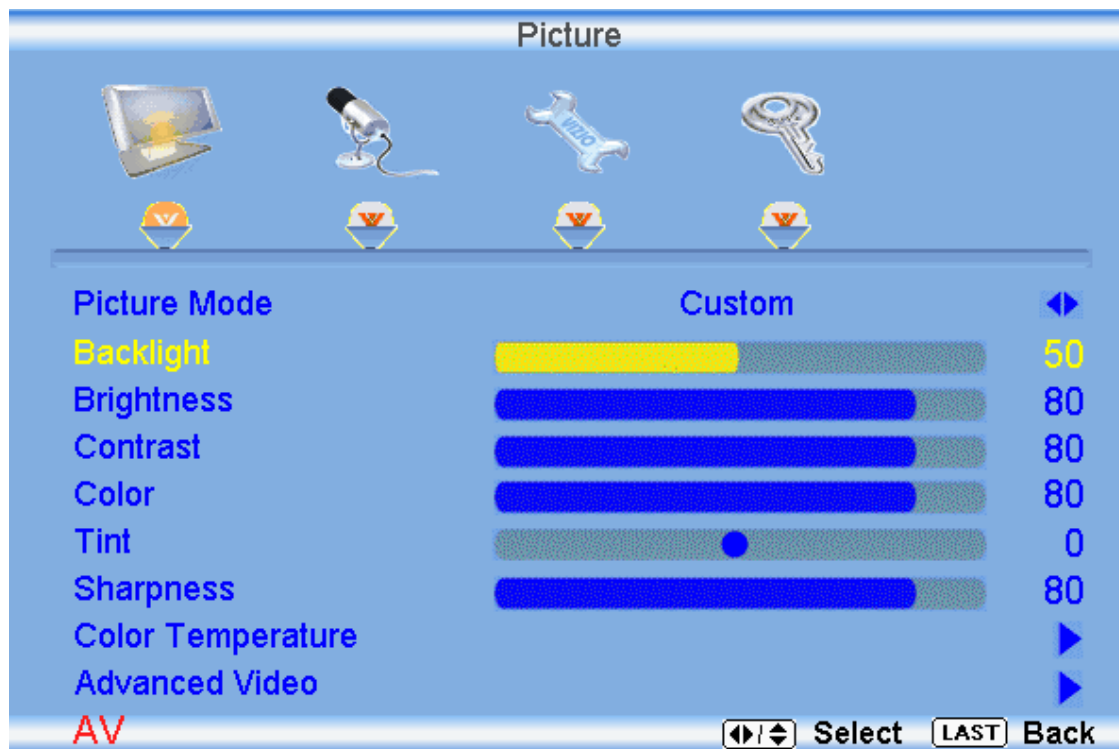 Picture
VIZIO
Picture Mode Custom
Backlight 50
Brightness 80
Contrast 80
Color 80
Tint 0
Sharpness 80
Color Temperature
Advanced Video
AV / Select LAST Back